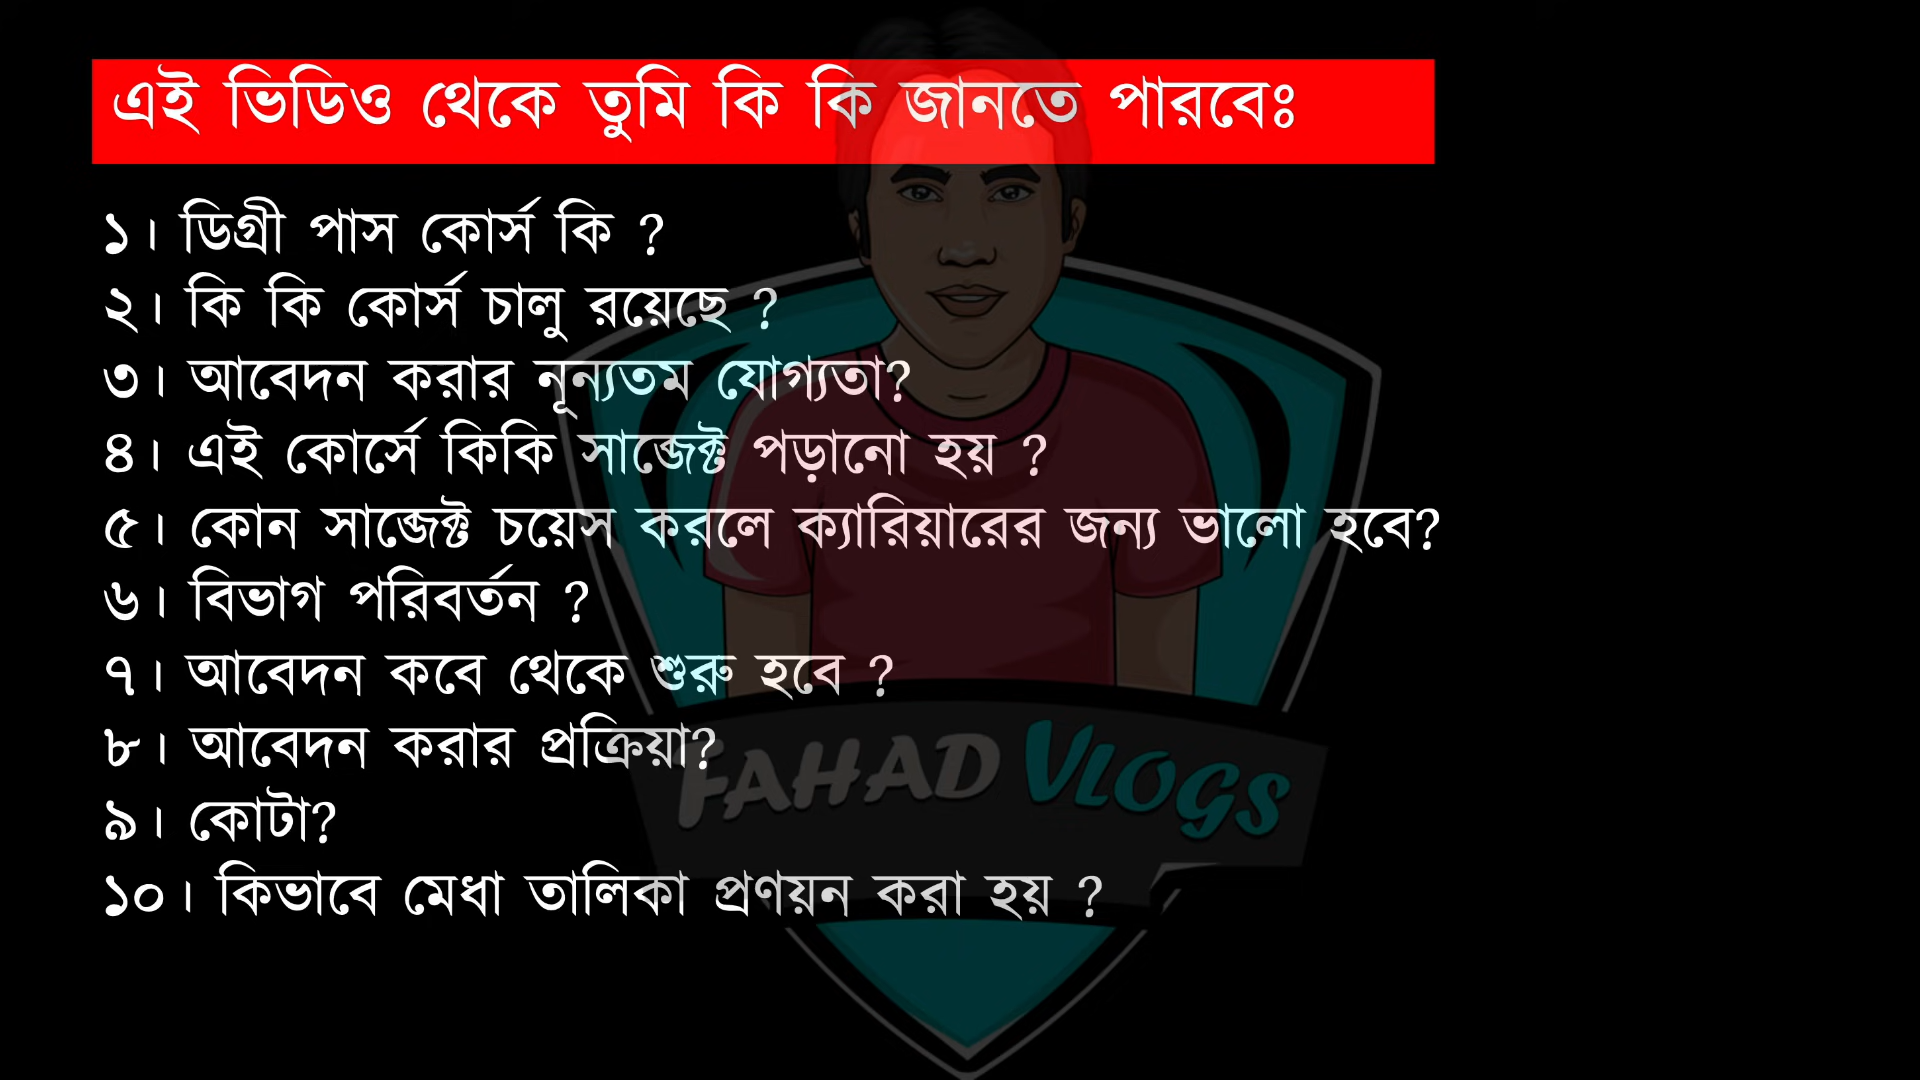 এই ভিডিও থেকে তুমি কি কি জানতে পারবেঃ
১। ডিগ্রী পাস কোর্স কি ?
২। কি কি কোর্স চালু রয়েছে ?
৩। আবেদন করার নূন্যতম যোগ্যতা?
৪। এই কোর্সে কিকি সাব্জেক্ট পড়ানো হয় ?
৫। কোন সাব্জেক্ট চয়েস করলে ক্যারিয়ারের জন্য ভালো হবে?
৬। বিভাগ পরিবর্তন ?
৭। আবেদন কবে থেকে শুরু হবে ?
৮। আবেদন করার প্রক্রিয়া?
FAHAD VLOGS
৯। কোটা?
১০। কিভাবে মেধা তালিকা প্রণয়ন করা হয় ?